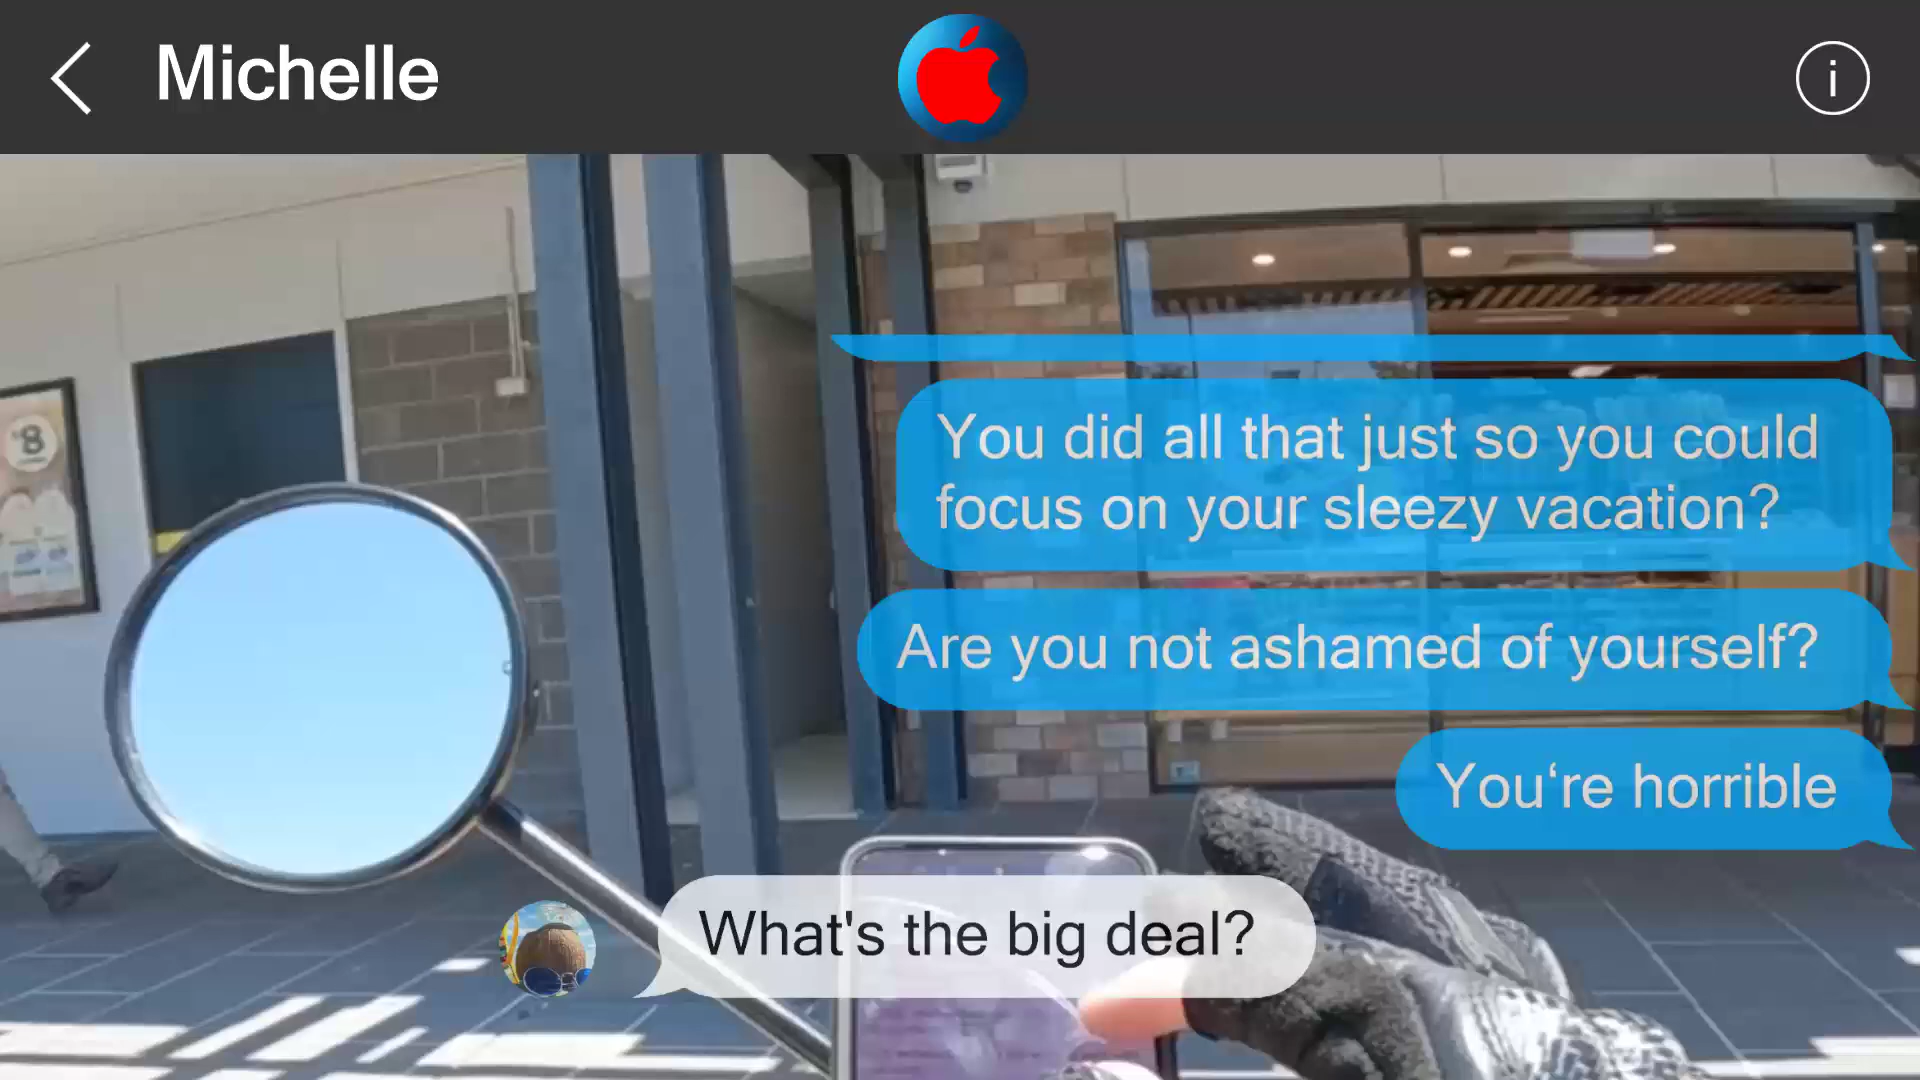 Michelle
i
$8
You did all that just so you could
focus on your sleezy vacation?
Are you not ashamed of yourself?
You‘re horrible
What's the big deal?